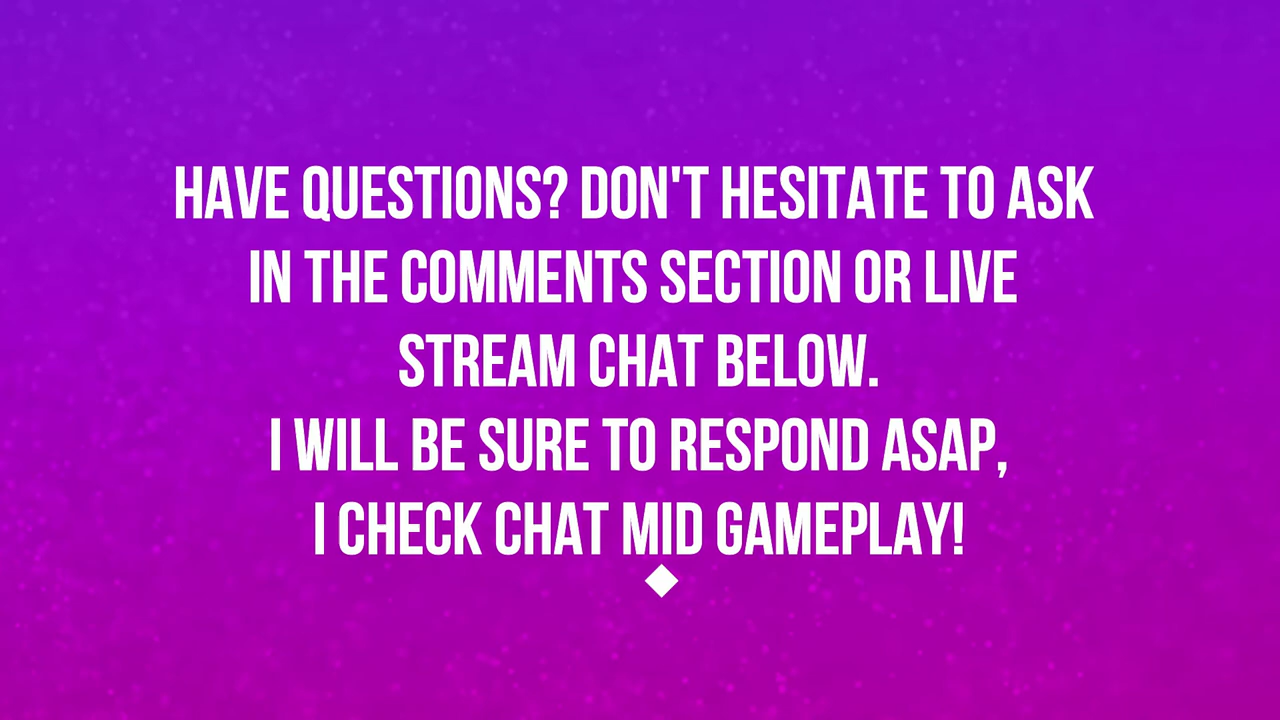 HAVE QUESTIONS? DON'T HESITATE TO ASK
IN THE COMMENTS SECTION OR LIVE
STREAM CHAT BELOW.
I WILL BE SURE TO RESPOND ASAP,
I CHECK CHAT MID GAMEPLAY!